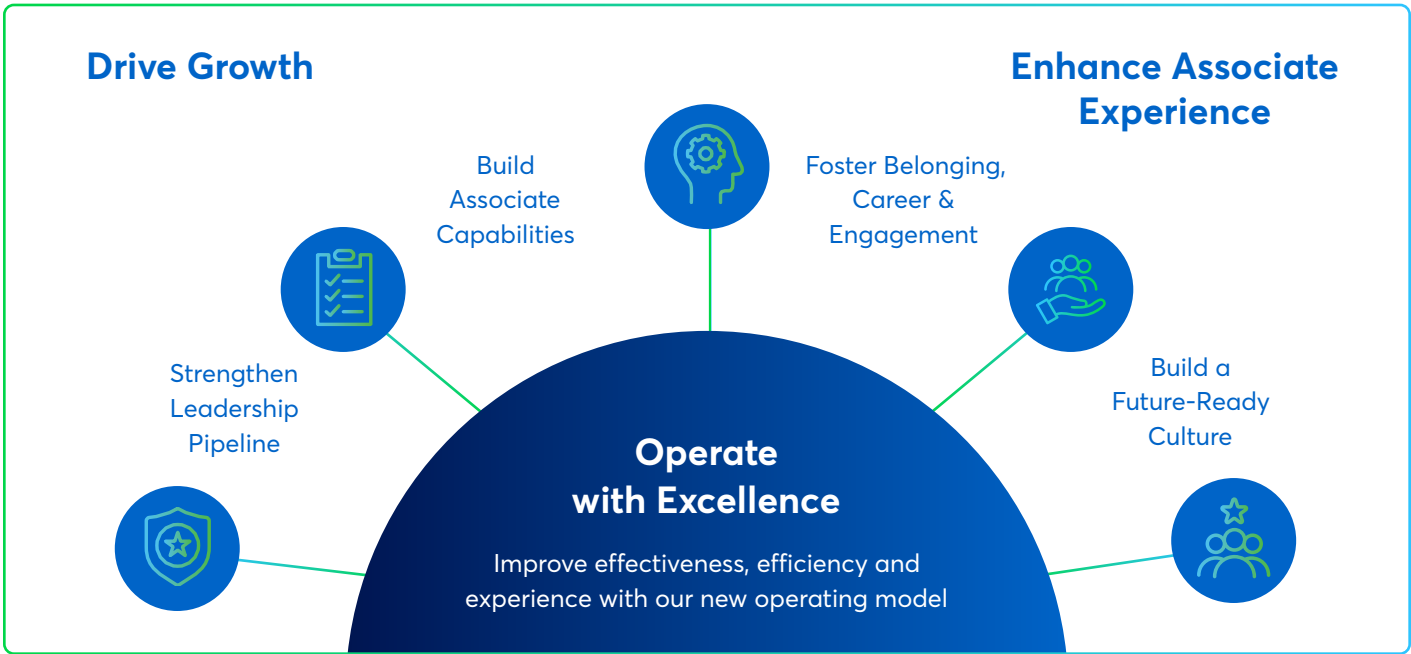 Drive Growth
Enhance Associate
Experience
Build
Associate
Capabilities
Foster Belonging,
Career &
Engagement
Strengthen
Leadership
Pipeline
Build a
Future-Ready
Culture
Operate
with Excellence
Improve effectiveness, efficiency and
experience with our new operating model